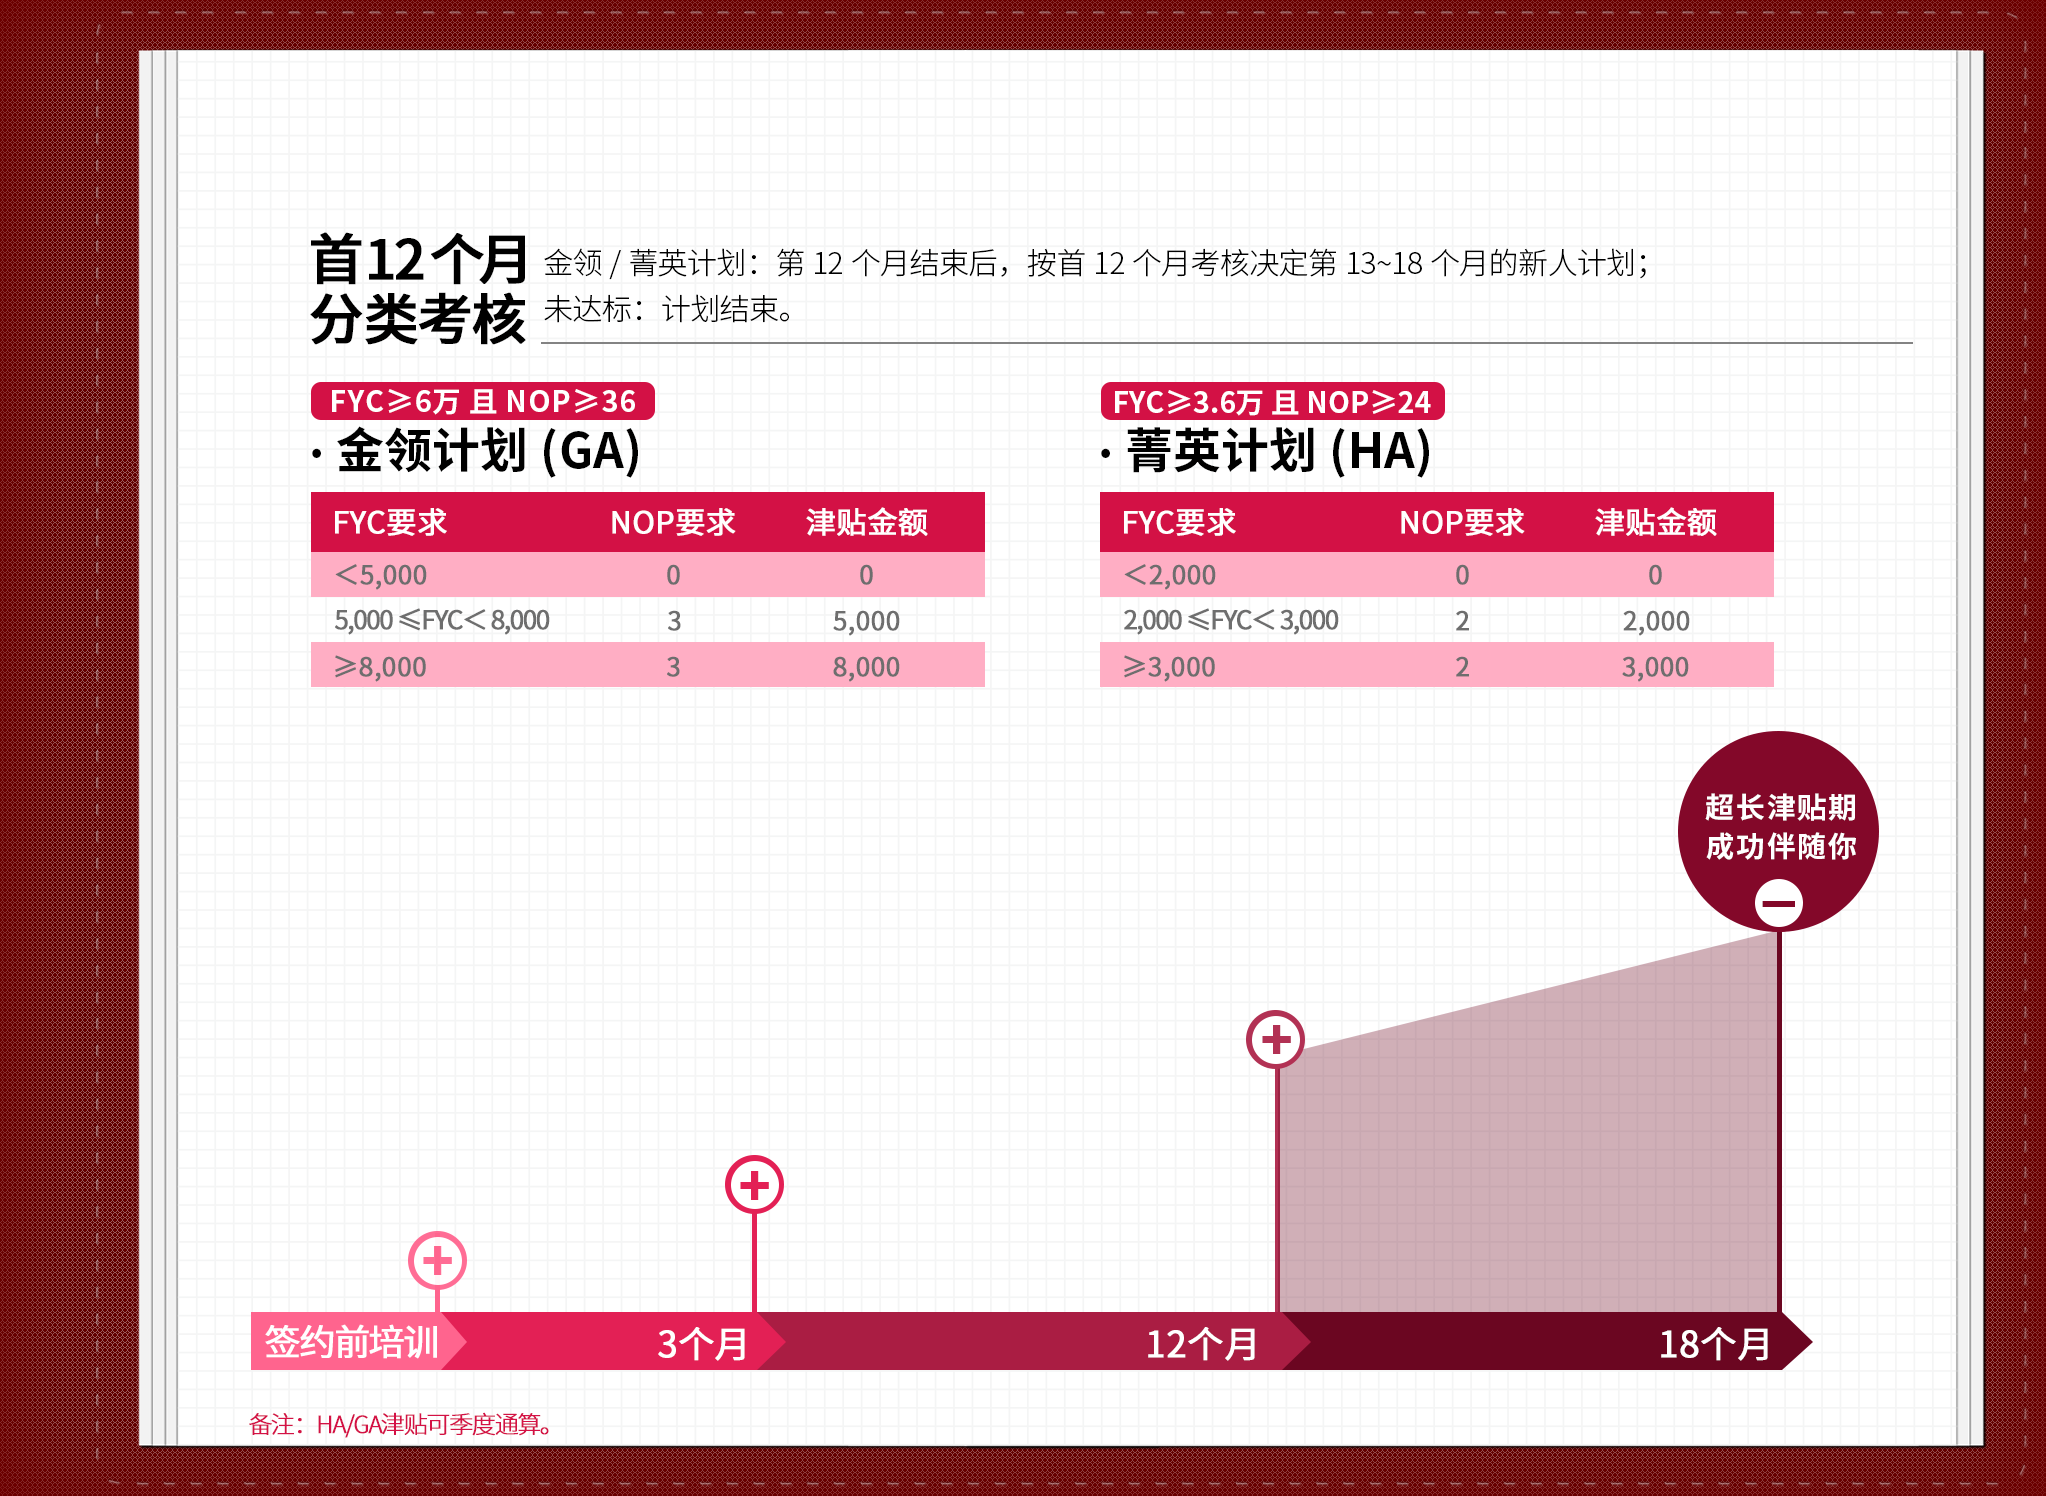 首12个月
分类考核
金领 / 菁英计划：第 12 个月结束后，按首 12 个月考核决定第 13~18 个月的新人计划；
未达标：计划结束。
FYC≥6万 且 NOP≥36
· 金领计划 (GA)
FYC要求 NOP要求 津贴金额
＜5,000 0 0
5,000 ≤FYC＜ 8,000 3 5,000
≥8,000 3 8,000
FYC≥3.6万 且 NOP≥24
· 菁英计划 (HA)
FYC要求 NOP要求 津贴金额
＜2,000 0 0
2,000 ≤FYC＜ 3,000 2 2,000
≥3,000 2 3,000
超长津贴期
成功伴随你
签约前培训 3个月 12个月 18个月
备注：HA/GA津贴可季度通算。